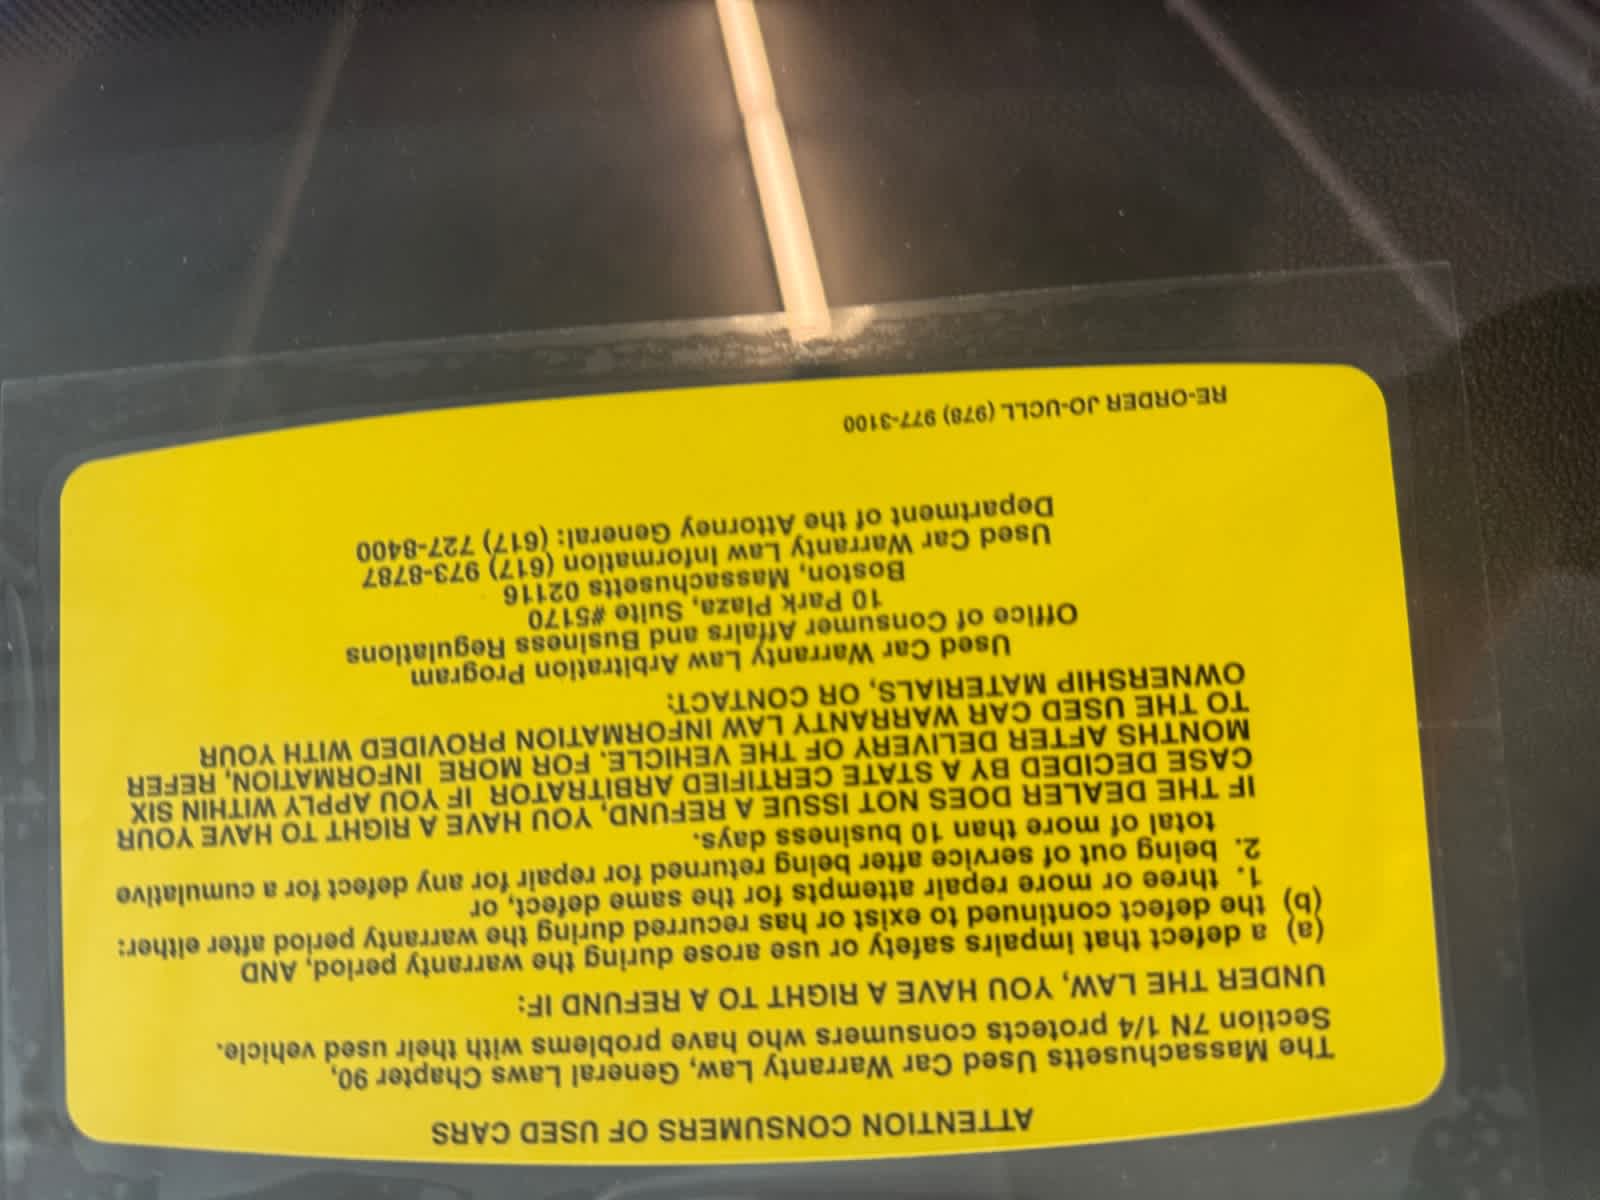 ATTENTION CONSUMERS OF USED CARS
The Massachusetts Used Car Warranty Law, General Laws Chapter 90,
Section 7N 1/4 protects consumers who have problems with their used vehicle.
UNDER THE LAW, YOU HAVE A RIGHT TO A REFUND IF:
(a) a defect that impairs safety or use arose during the warranty period, AND
(b) the defect continued to exist or has recurred during the warranty period after either:
1. three or more repair attempts for the same defect, or
2. being out of service after being returned for repair for any defect for a cumulative
total of more than 10 business days.
IF THE DEALER DOES NOT ISSUE A REFUND, YOU HAVE A RIGHT TO HAVE YOUR
CASE DECIDED BY A STATE CERTIFIED ARBITRATOR IF YOU APPLY WITHIN SIX
MONTHS AFTER DELIVERY OF THE VEHICLE. FOR MORE INFORMATION, REFER
TO THE USED CAR WARRANTY LAW INFORMATION PROVIDED WITH YOUR
OWNERSHIP MATERIALS, OR CONTACT:
Used Car Warranty Law Arbitration Program
Office of Consumer Affairs and Business Regulations
10 Park Plaza, Suite #5170
Boston, Massachusetts 02116
Used Car Warranty Law Information (617) 973-8787
Department of the Attorney General: (617) 727-8400
RE-ORDER JO-UCLL (978) 977-3100